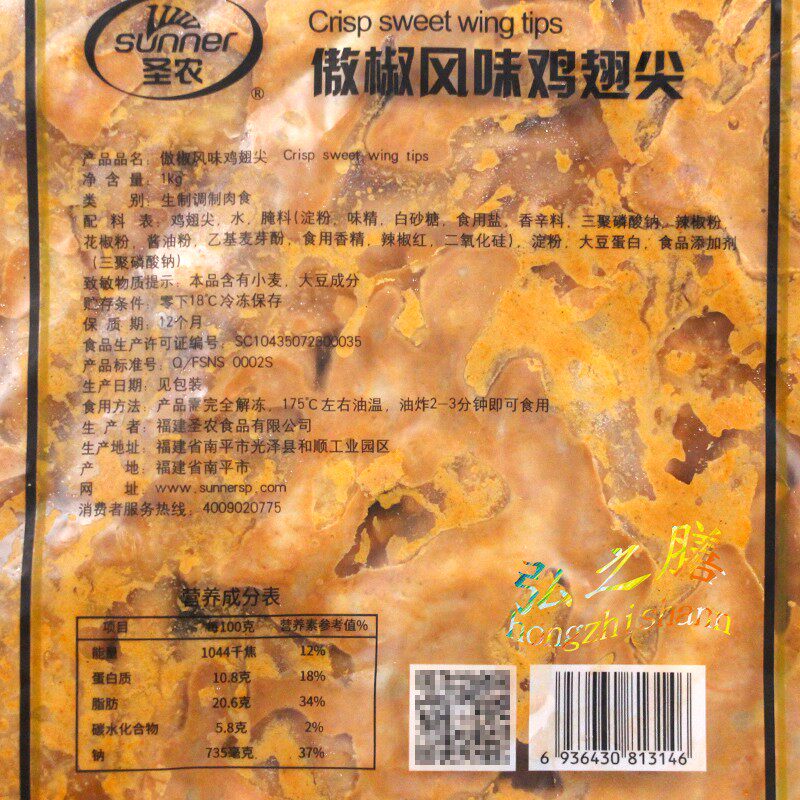 sunner
圣农
®
Crisp sweet wing tips
傲椒风味鸡翅尖
产品品名：傲椒风味鸡翅尖 Crisp sweet wing tips
净 含 量：1kg
类 别：生制调制肉食
配 料 表：鸡翅尖，水，腌料(淀粉，味精，白砂糖，食用盐，香辛料，三聚磷酸钠，辣椒粉，
花椒粉，酱油粉，乙基麦芽酚，食用香精，辣椒红，二氧化硅)，淀粉，大豆蛋白，食品添加剂
（三聚磷酸钠）
致敏物质提示：本品含有小麦，大豆成分
贮存条件：零下18℃冷冻保存
保 质 期：12个月
食品生产许可证编号：SC10435072300035
产品标准号：Q/FSNS 0002S
生产日期：见包装
食用方法：产品需完全解冻，175℃左右油温，油炸2-3分钟即可食用
生 产 者：福建圣农食品有限公司
生产地址：福建省南平市光泽县和顺工业园区
产 地：福建省南平市
网 址：www.sunnersp.com
消费者服务热线：4009020775
营养成分表
项目 每100克 营养素参考值%
能量 1044千焦 12%
蛋白质 10.8克 18%
脂肪 20.6克 34%
碳水化合物 5.8克 2%
钠 735毫克 37%
弘之膳
hongzhishann
6 936430 813146